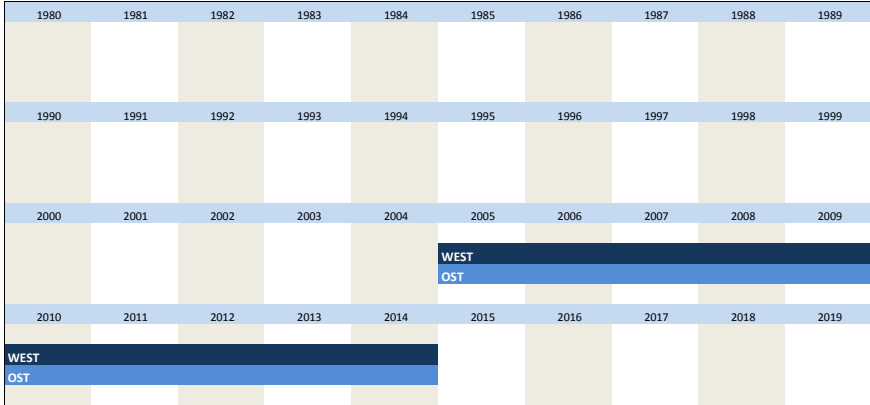 1980 1981 1982 1983 1984 1985 1986 1987 1988 1989
1990 1991 1992 1993 1994 1995 1996 1997 1998 1999
2000 2001 2002 2003 2004 2005 2006 2007 2008 2009
WEST
OST
2010 2011 2012 2013 2014 2015 2016 2017 2018 2019
WEST
OST